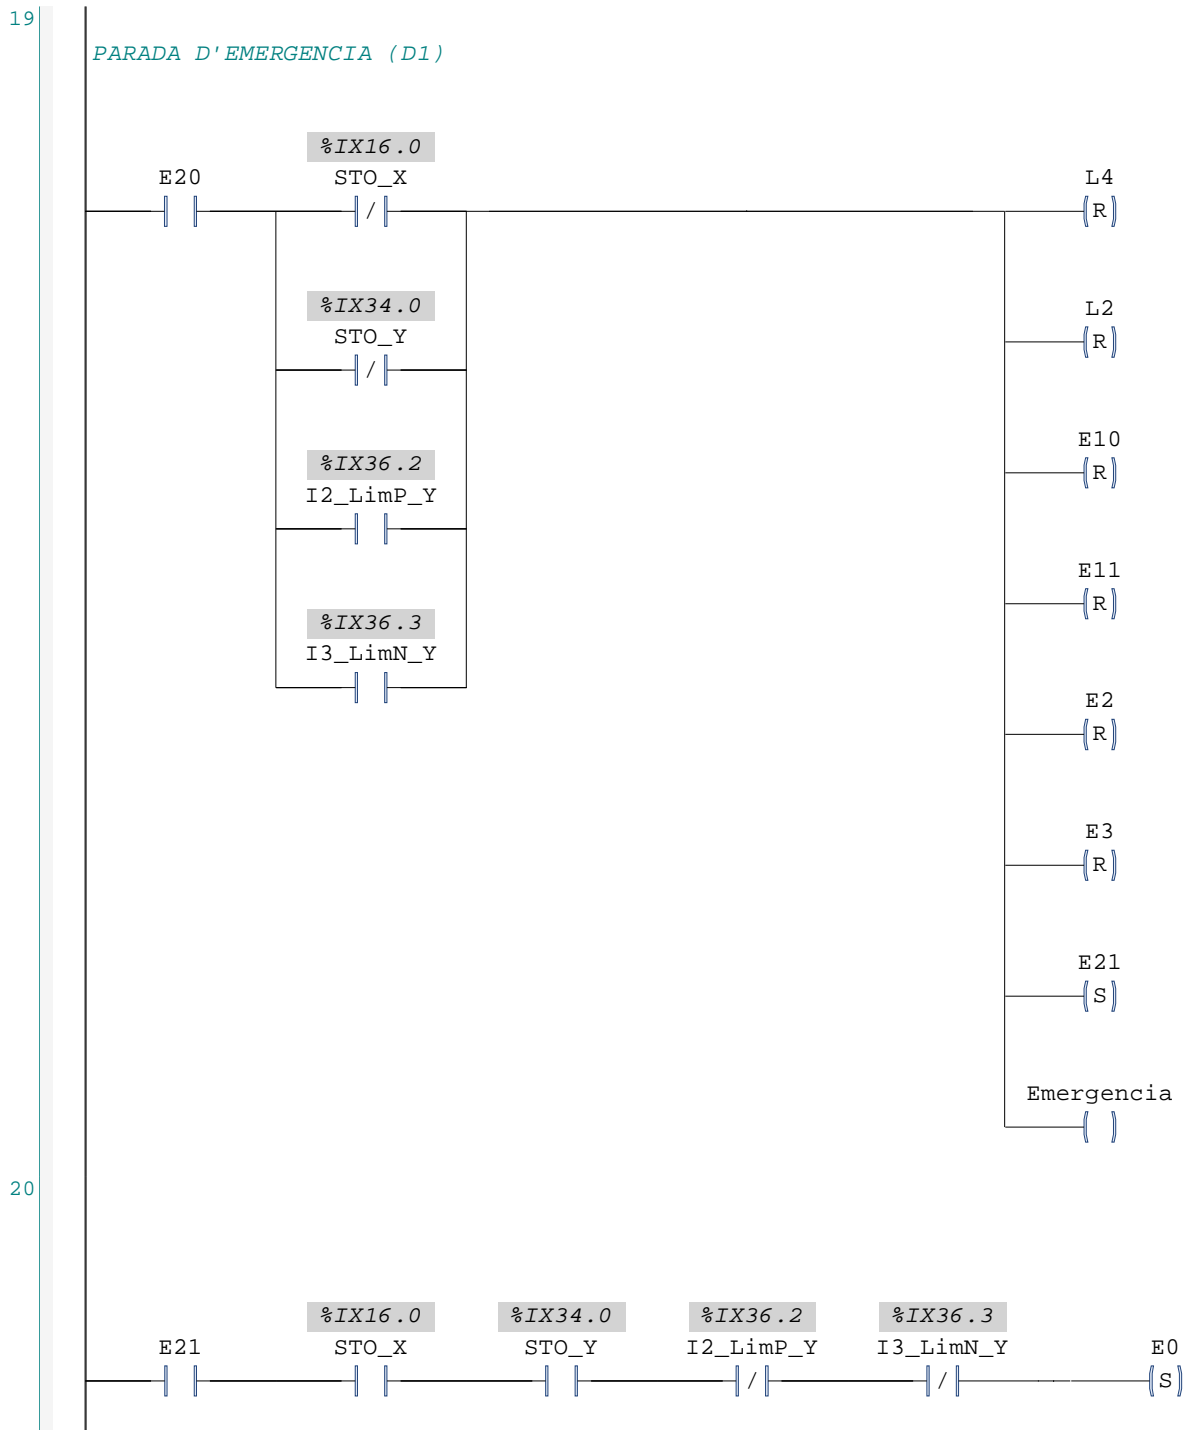 19
PARADA D'EMERGENCIA (D1)
%IX16.0
E20 STO_X L4
/ R
%IX34.0
STO_Y L2
/ R
%IX36.2
I2_LimP_Y E10
R
%IX36.3
I3_LimN_Y E11
R
E2
R
E3
R
E21
S
Emergencia
20
%IX16.0 %IX34.0 %IX36.2 %IX36.3
E21 STO_X STO_Y I2_LimP_Y I3_LimN_Y E0
/ / S